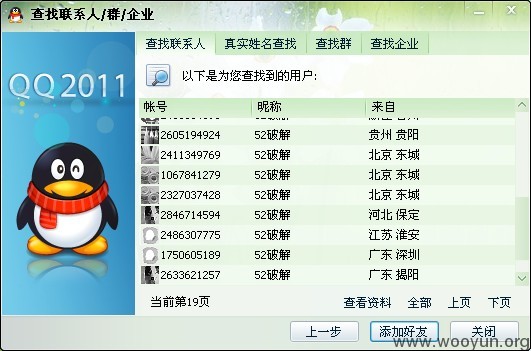 查找联系人/群/企业
查找联系人 真实姓名查找 查找群 查找企业
QQ2011
以下是为您查找到的用户:
帐号 昵称 来自
2605194924 52破解 贵州 贵阳
2411349769 52破解 北京 东城
1067841279 52破解 北京 东城
2327037428 52破解 北京 东城
2846714594 52破解 河北 保定
2486307775 52破解 江苏 淮安
1750605189 52破解 广东 深圳
2633621257 52破解 广东 揭阳
当前第19页 查看资料 全部 上页 下页
上一步 添加好友 关闭
www.wooyun.org